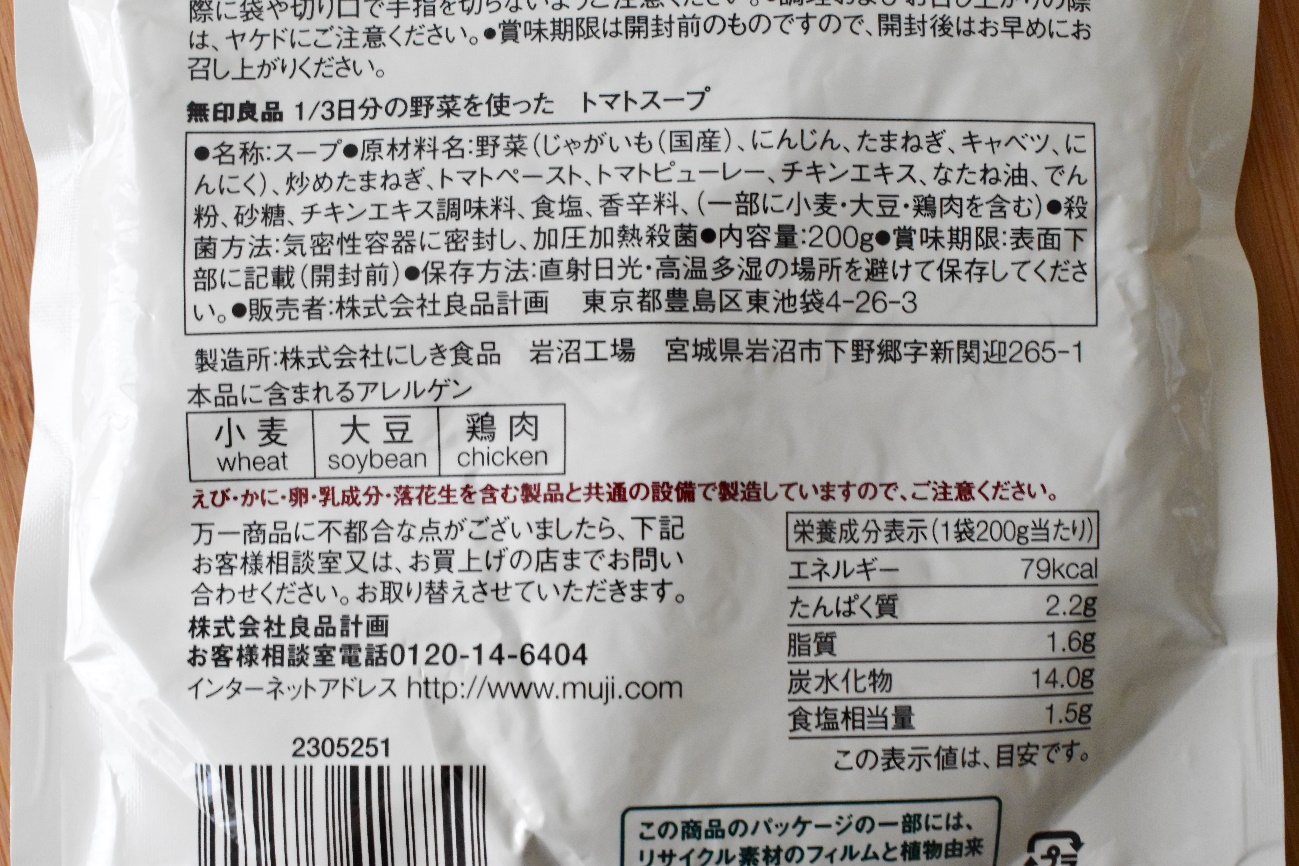 際に袋や切り口で手指を切らないようご注意ください。●調理およびお召し上がりの際
は、ヤケドにご注意ください。●賞味期限は開封前のものですので、開封後はお早めにお
召し上がりください。
無印良品 1/3日分の野菜を使った トマトスープ
●名称:スープ●原材料名:野菜(じゃがいも(国産)、にんじん、たまねぎ、キャベツ、に
んにく)、炒めたまねぎ、トマトペースト、トマトピューレー、チキンエキス、なたね油、でん
粉、砂糖、チキンエキス調味料、食塩、香辛料、(一部に小麦・大豆・鶏肉を含む)●殺
菌方法:気密性容器に密封し、加圧加熱殺菌●内容量:200g●賞味期限:表面下
部に記載(開封前)●保存方法:直射日光・高温多湿の場所を避けて保存してくださ
い。●販売者:株式会社良品計画 東京都豊島区東池袋4-26-3
製造所:株式会社にしき食品 岩沼工場 宮城県岩沼市下野郷字新関迎265-1
本品に含まれるアレルゲン
小麦 大豆 鶏肉
wheat soybean chicken
えび・かに・卵・乳成分・落花生を含む製品と共通の設備で製造していますので、ご注意ください。
万一商品に不都合な点がございましたら、下記
お客様相談室又は、お買上げの店までお問い
合わせください。お取り替えさせていただきます。
株式会社良品計画
お客様相談室電話0120-14-6404
インターネットアドレス http://www.muji.com
栄養成分表示(1袋200g当たり)
エネルギー 79kcal
たんぱく質 2.2g
脂質 1.6g
炭水化物 14.0g
食塩相当量 1.5g
この表示値は、目安です。
2305251
この商品のパッケージの一部には、
リサイクル素材のフィルムと植物由来
プラ